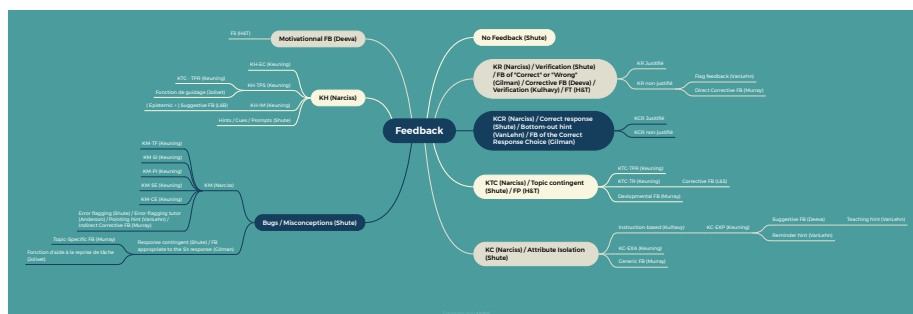 Feedback
Motivationnal FB (Deeva)
FB (H&T)
KH (Narciss)
KH-EC (Keuning)
KH-TPS (Keuning)
KTC - TPR (Keuning)
Fonction de guidage (Jolivet)
KH-IM (Keuning)
( Epistemic + ) Suggestive FB (L&B)
Hints / Cues / Prompts (Shute)
Bugs / Misconceptions (Shute)
KM (Narciss)
KM-TF (Keuning)
KM-SI (Keuning)
KM-PI (Keuning)
KM-SE (Keuning)
KM-CE (Keuning)
Error flagging (Shute) / Error-flagging tutor
(Anderson) / Pointing hint (VanLehn) /
Indirect Corrective FB (Murray)
Response contingent (Shute) / FB
appropriate to the S's response (Gilman)
Topic-Specific FB (Murray)
Fonction d'aide à la reprise de tâche
(Jolivet)
No Feedback (Shute)
KR (Narciss) / Verification (Shute)
/ FB of "Correct" or "Wrong"
(Gilman) / Corrective FB (Deeva) /
Verification (Kulhavy) / FT (H&T)
KR Justifié
KR non-justifié
Flag feedback (VanLehn)
Direct Corrective FB (Murray)
KCR (Narciss) / Correct response
(Shute) / Bottom-out hint
(VanLehn) / FB of the Correct
Response Choice (Gilman)
KCR Justifié
KCR non-justifié
KTC (Narciss) / Topic contingent
(Shute) / FP (H&T)
KTC-TPR (Keuning)
KTC-TR (Keuning)
Corrective FB (L&S)
Devlopmental FB (Murray)
KC (Narciss) / Attribute Isolation
(Shute)
Instruction based (Kulhavy)
KC-EXP (Keuning)
Suggestive FB (Deeva)
Teaching hint (VanLehn)
Reminder hint (VanLehn)
KC-EXA (Keuning)
Generic FB (Murray)